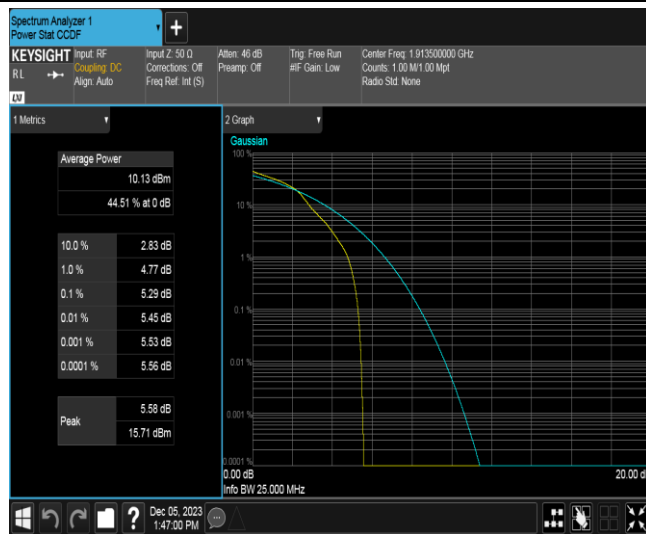 Spectrum Analyzer 1
Power Stat CCDF
+
KEYSIGHT
RL
LXI
Input: RF
Coupling: DC
Align: Auto
Input Z: 50 Ω
Corrections: Off
Freq Ref: Int (S)
Atten: 46 dB
Preamp: Off
Trig: Free Run
#IF Gain: Low
Center Freq: 1.913500000 GHz
Counts: 1.00 M/1.00 Mpt
Radio Std: None
1 Metrics
Average Power
10.13 dBm
44.51 % at 0 dB
10.0 % 2.83 dB
1.0 % 4.77 dB
0.1 % 5.29 dB
0.01 % 5.45 dB
0.001 % 5.53 dB
0.0001 % 5.56 dB
Peak
5.58 dB
15.71 dBm
2 Graph
Gaussian
100 %
10 %
1 %
0.1 %
0.01 %
0.001 %
0.0001 %
0.00 dB
20.00 d
Info BW 25.000 MHz
?
Dec 05, 2023
1:47:00 PM